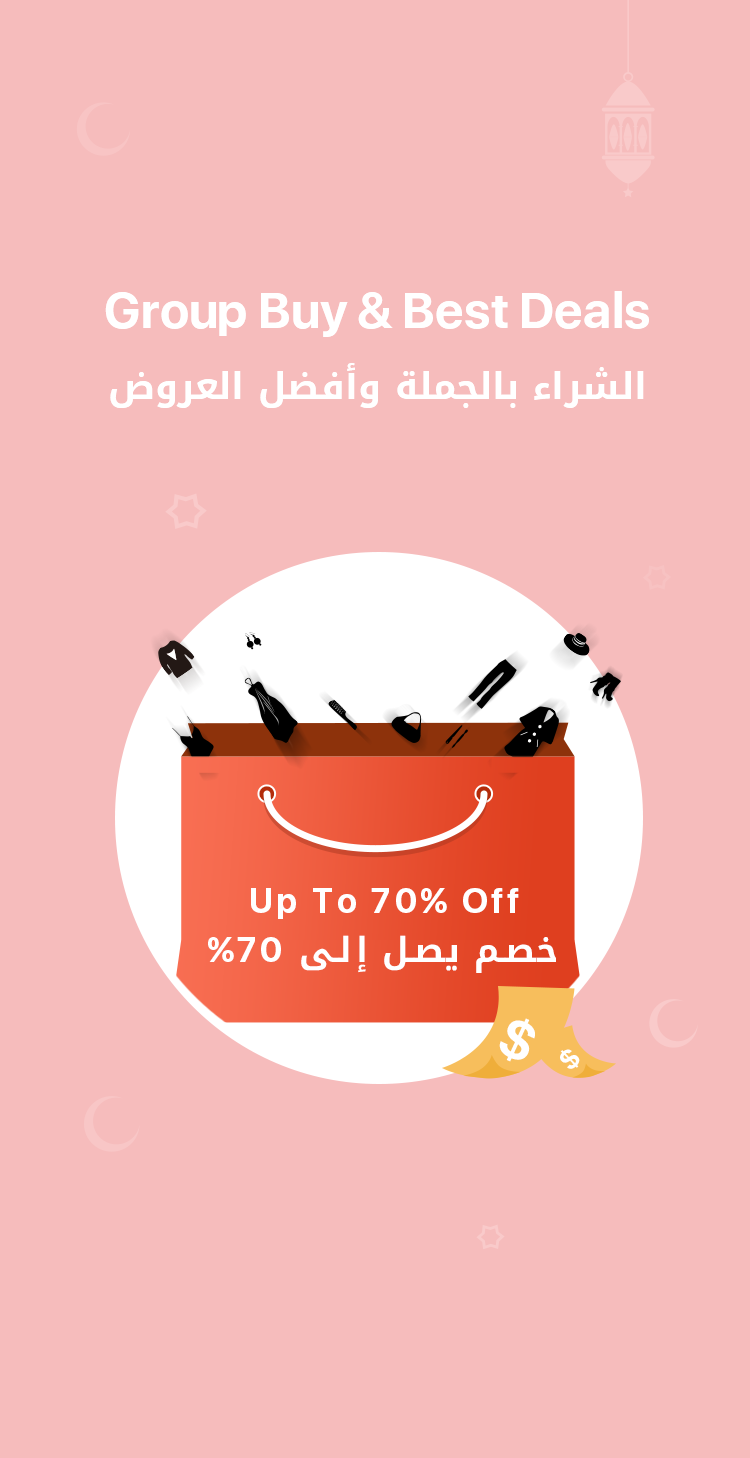 Group Buy & Best Deals
الشراء بالجملة وأفضل العروض
Up To 70% Off
خصم يصل إلى 70%
$
$